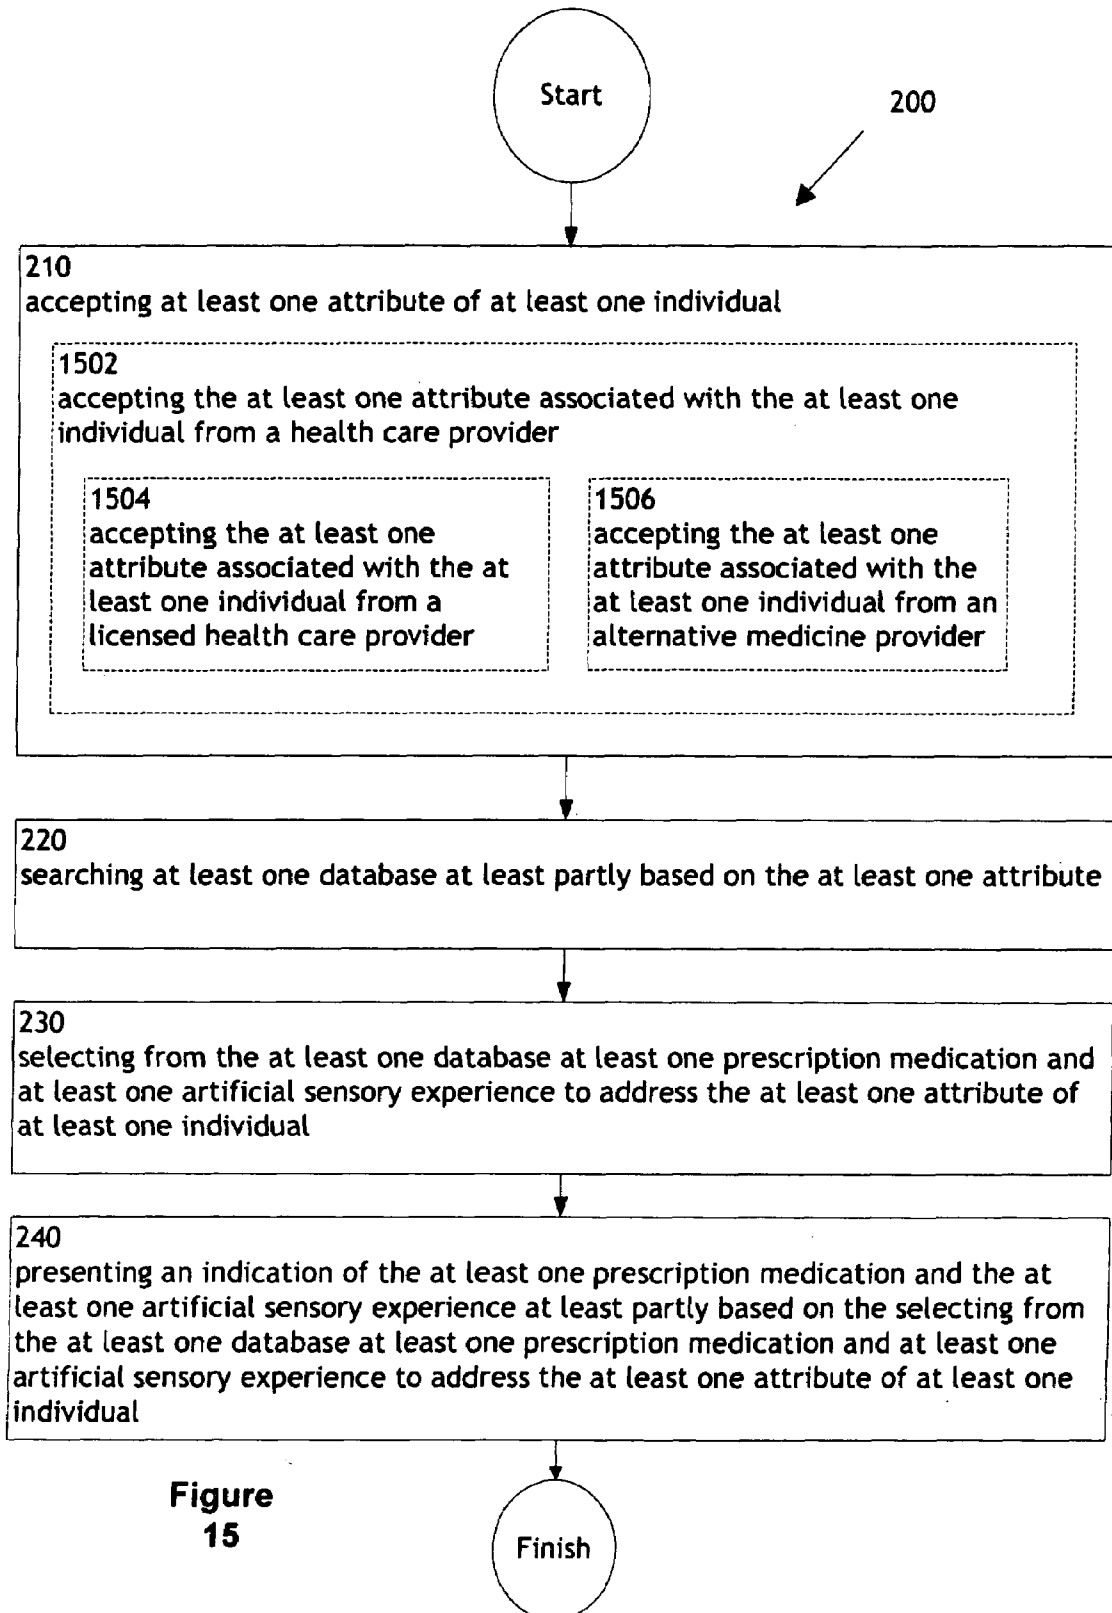 Start
200
210
accepting at least one attribute of at least one individual
1502
accepting the at least one attribute associated with the at least one
individual from a health care provider
1504
accepting the at least one
attribute associated with the at
least one individual from a
licensed health care provider
1506
accepting the at least one
attribute associated with the
at least one individual from an
alternative medicine provider
220
searching at least one database at least partly based on the at least one attribute
230
selecting from the at least one database at least one prescription medication and
at least one artificial sensory experience to address the at least one attribute of
at least one individual
240
presenting an indication of the at least one prescription medication and the at
least one artificial sensory experience at least partly based on the selecting from
the at least one database at least one prescription medication and at least one
artificial sensory experience to address the at least one attribute of at least one
individual
Figure
15
Finish